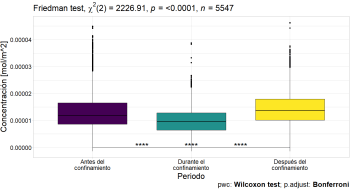 Friedman test, χ²(2) = 2226.91, p = <0.0001, n = 5547
Concentración [mol/m^2]
0.00004
0.00003
0.00002
0.00001
0.00000
**** ****
Antes del confinamiento
Durante el confinamiento
Después del confinamiento
Periodo
pwc: Wilcoxon test; p.adjust: Bonferroni